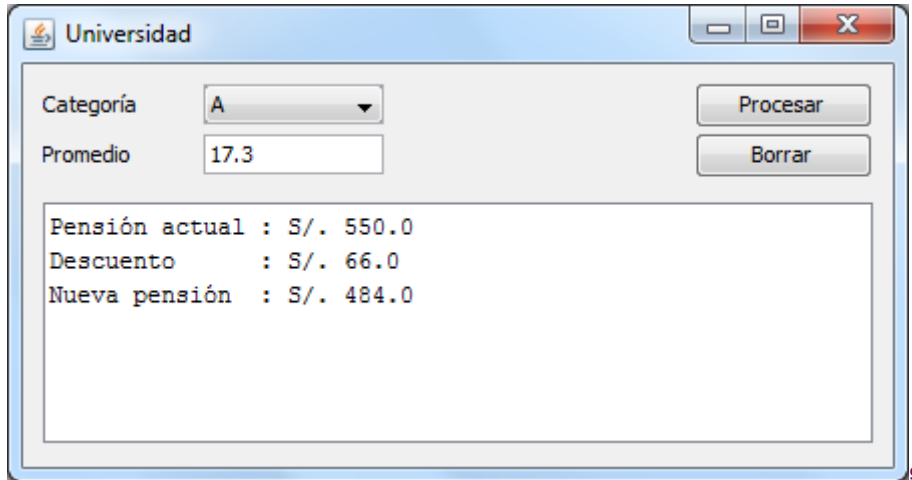 Universidad
Categoría A Procesar
Promedio 17.3 Borrar
Pensión actual : S/. 550.0
Descuento : S/. 66.0
Nueva pensión : S/. 484.0